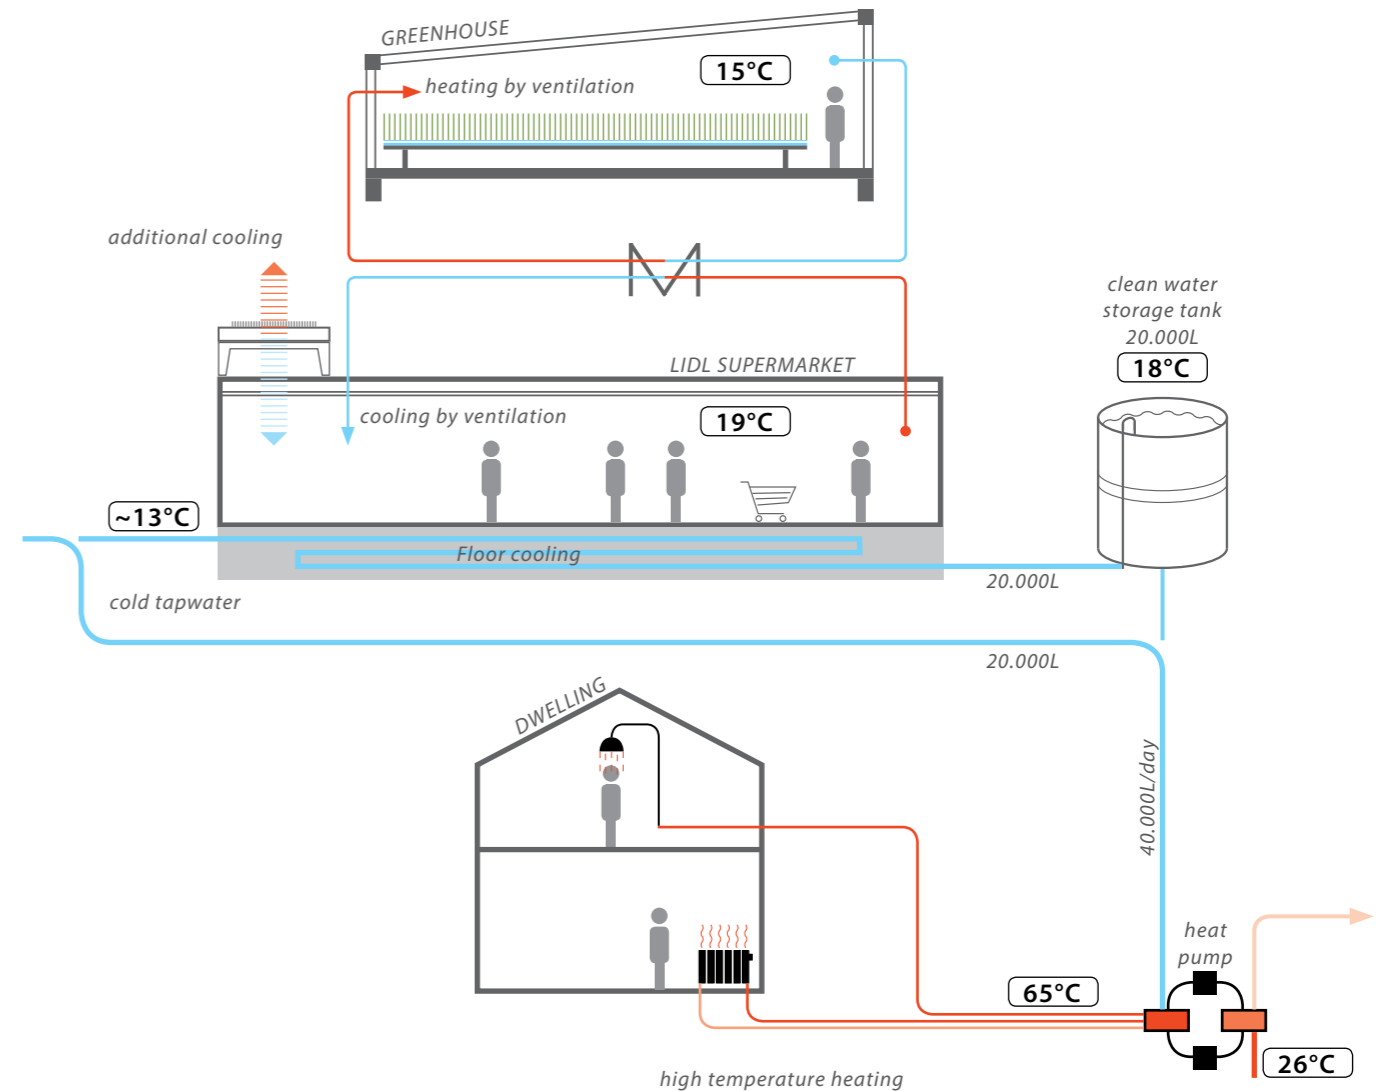 GREENHOUSE
15°C
heating by ventilation
additional cooling
clean water
storage tank
20.000L
18°C
LIDL SUPERMARKET
cooling by ventilation
19°C
~13°C
Floor cooling
20.000L
cold tapwater
20.000L
DWELLING
40.000L/day
heat
pump
65°C
26°C
high temperature heating